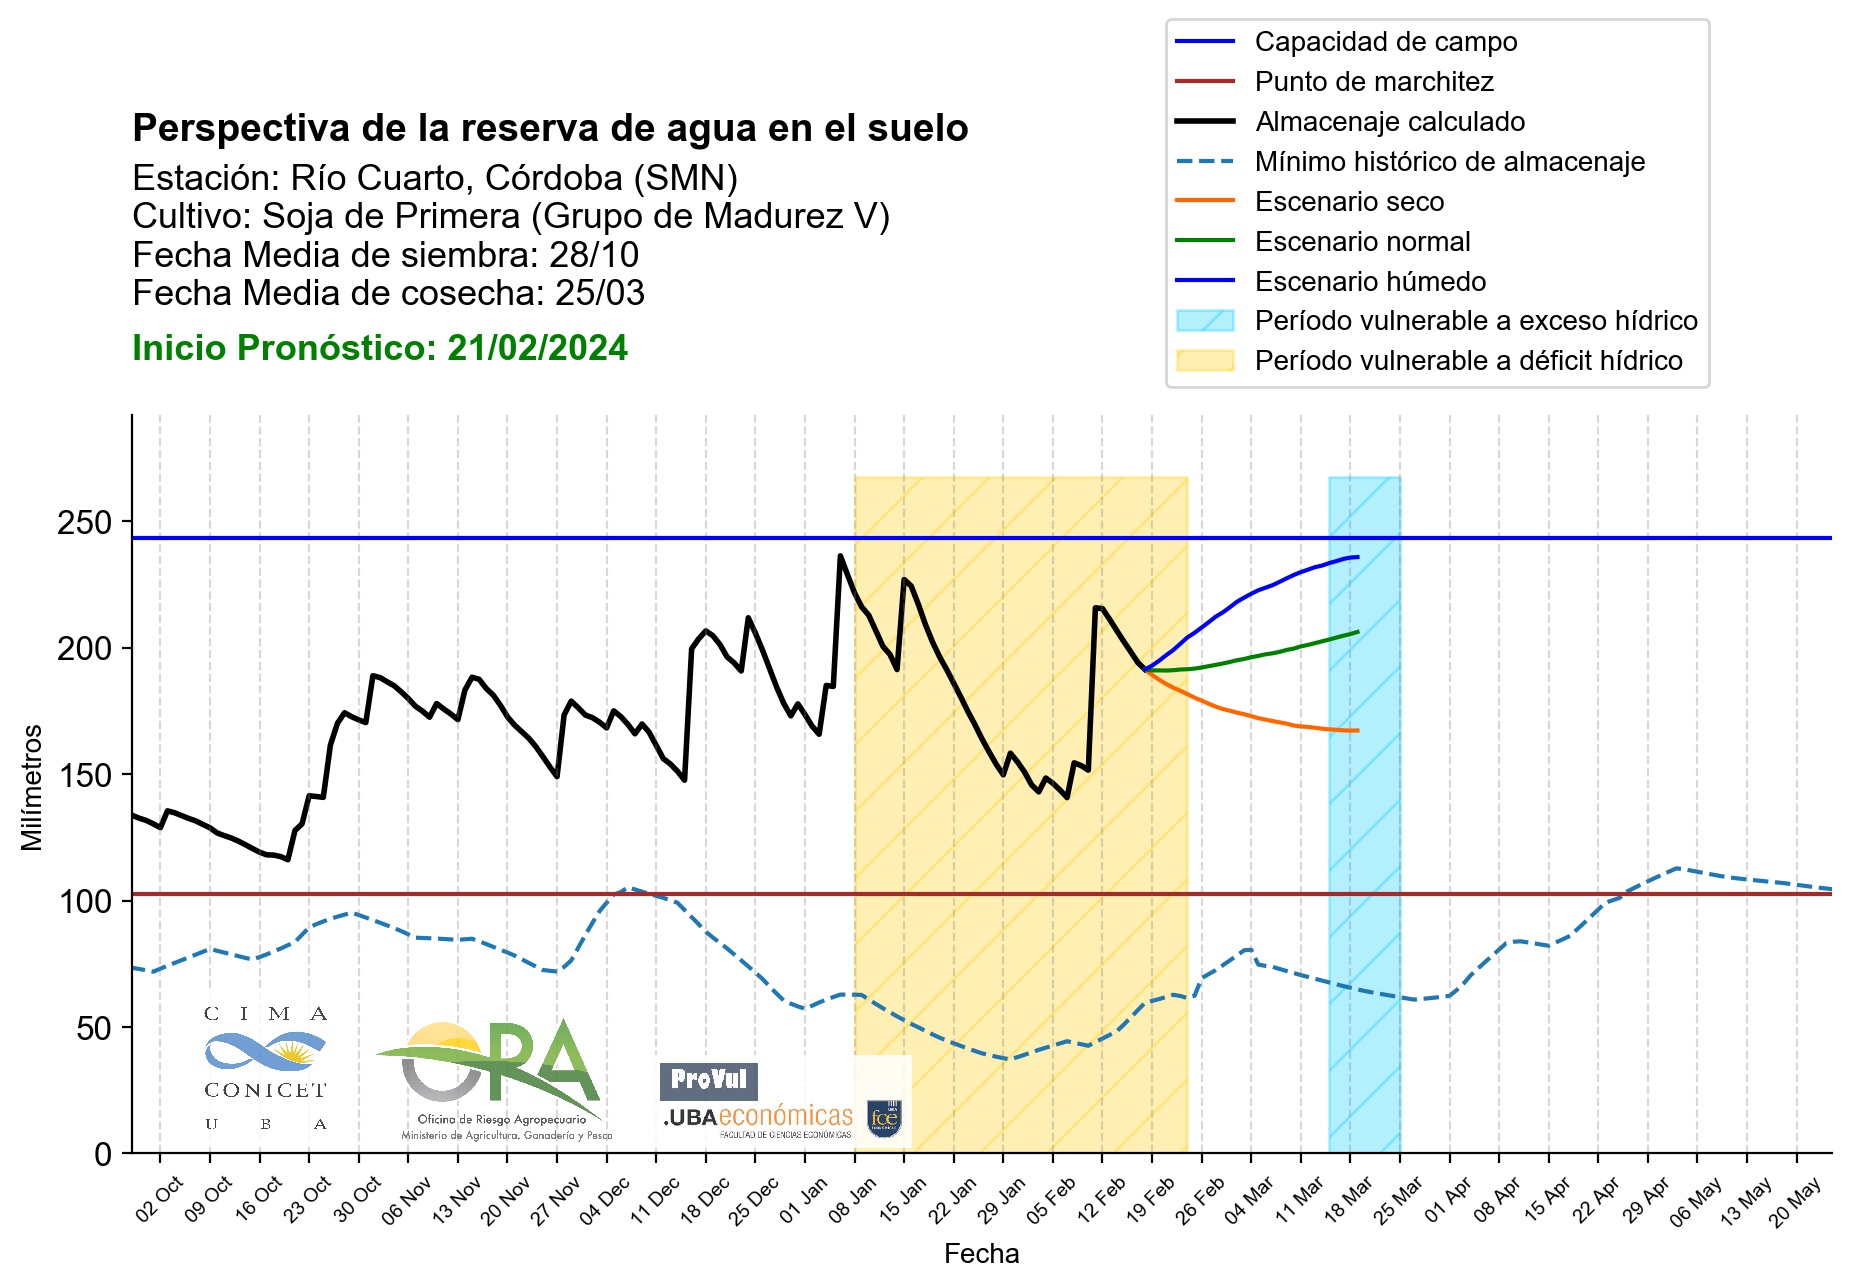 Capacidad de campo
Punto de marchitez
Almacenaje calculado
Mínimo histórico de almacenaje
Escenario seco
Escenario normal
Escenario húmedo
Período vulnerable a exceso hídrico
Período vulnerable a déficit hídrico
Perspectiva de la reserva de agua en el suelo
Estación: Río Cuarto, Córdoba (SMN)
Cultivo: Soja de Primera (Grupo de Madurez V)
Fecha Media de siembra: 28/10
Fecha Media de cosecha: 25/03
Inicio Pronóstico: 21/02/2024
250
200
150
100
50
0
Milímetros
CIMA
CONICET
UBA
ORA
Oficina de Riesgo Agropecuario
Ministerio de Agricultura, Ganadería y Pesca
ProVul
.UBAeconómicas
FACULTAD DE CIENCIAS ECONÓMICAS
fce
02 Oct
09 Oct
16 Oct
23 Oct
30 Oct
06 Nov
13 Nov
20 Nov
27 Nov
04 Dec
11 Dec
18 Dec
25 Dec
01 Jan
08 Jan
15 Jan
22 Jan
29 Jan
05 Feb
12 Feb
19 Feb
26 Feb
04 Mar
11 Mar
18 Mar
25 Mar
01 Apr
08 Apr
15 Apr
22 Apr
29 Apr
06 May
13 May
20 May
Fecha